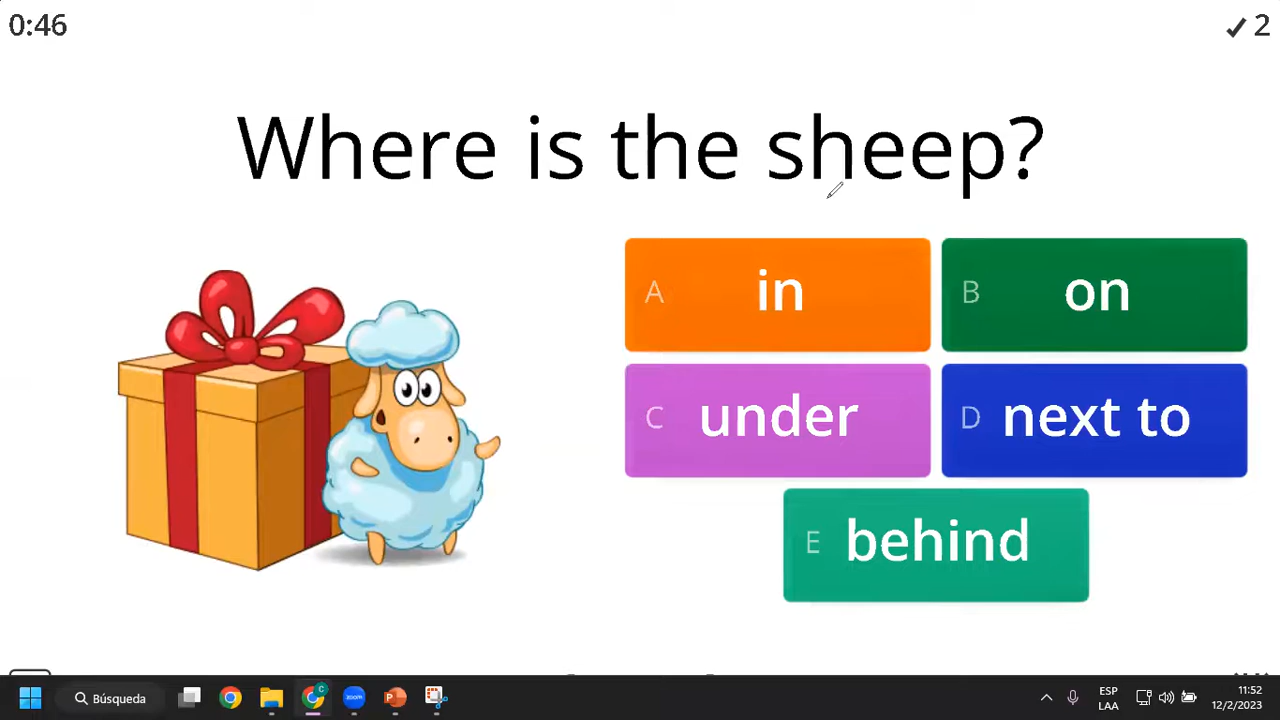 0:46
✓ 2
Where is the sheep?
A in
B on
C under
D next to
E behind
Búsqueda
zoom
ESP
LAA
11:52
12/2/2023